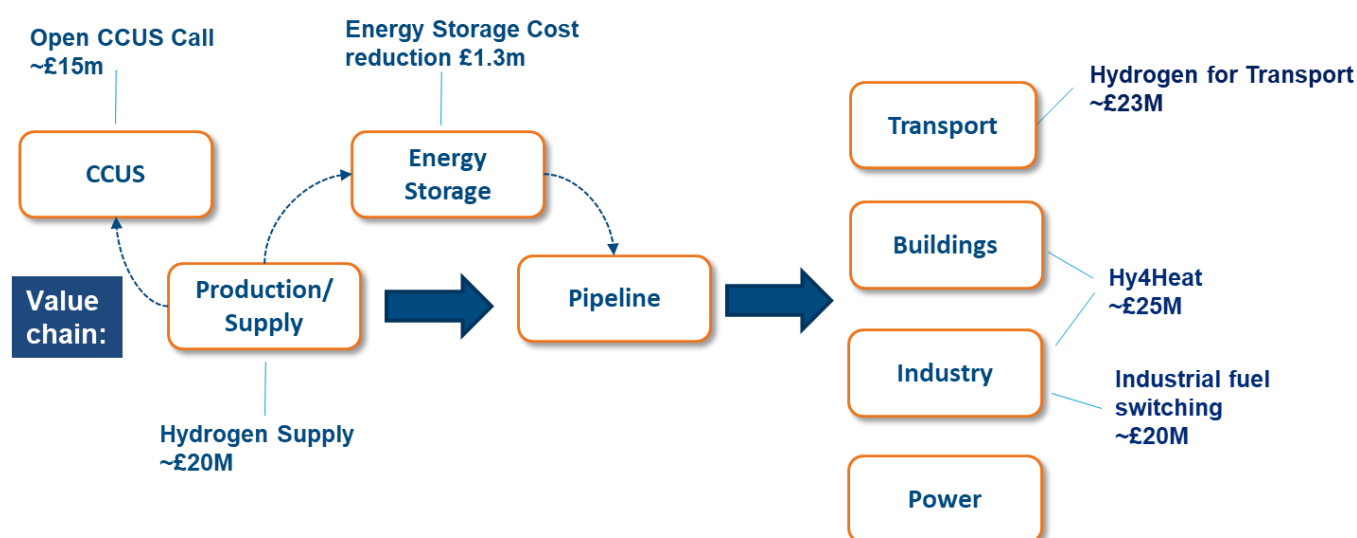 Open CCUS Call
~£15m
Energy Storage Cost
reduction £1.3m
Hydrogen for Transport
~£23M
Transport
CCUS
Energy
Storage
Buildings
Hy4Heat
~£25M
Value
chain:
Production/
Supply
Pipeline
Industry
Industrial fuel
switching
~£20M
Hydrogen Supply
~£20M
Power